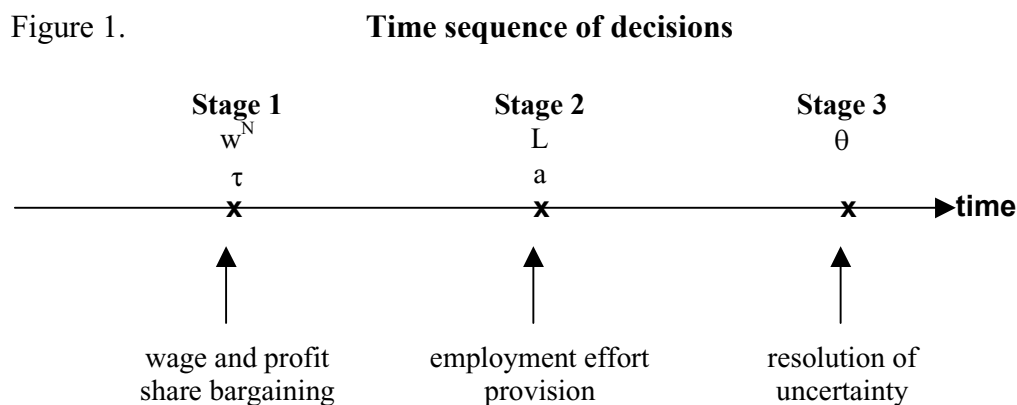 Figure 1. Time sequence of decisions
Stage 1 Stage 2 Stage 3
w^N L θ
τ a
x x x time
wage and profit employment effort resolution of
share bargaining provision uncertainty